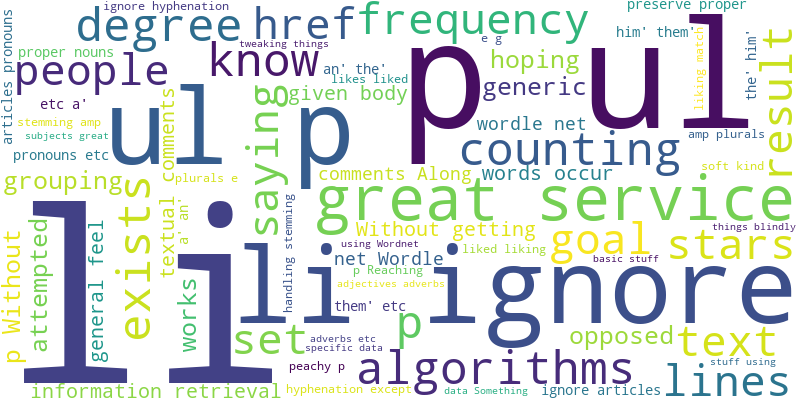 ignore hyphenation
preserve proper
degree
href
frequency
him' them'
articles pronouns
proper nouns
tweaking things
e g
people
know
an' the'
hoping
likes liked
generic
etc a'
given body
liking match
the' him'
result
stemming amp
subjects great
ul
p
p
ul
wordle net
amp plurals
pronouns etc
textual comments
saying
counting
grouping
plurals e
comments Along
words occur
soft kind
exists
a' an'
great service
handling stemming
Without getting
things blindly
p Without
attempted
general feel
using Wordnet
liked liking
goal
stars
net Wordle
basic stuff
li
li
li
p Reaching
ignore
works
adjectives adverbs
them' etc
p
set
adverbs etc
specific data
opposed
text
peachy p
algorithms
stuff using
information retrieval
hyphenation except
data Something
ignore articles
lines